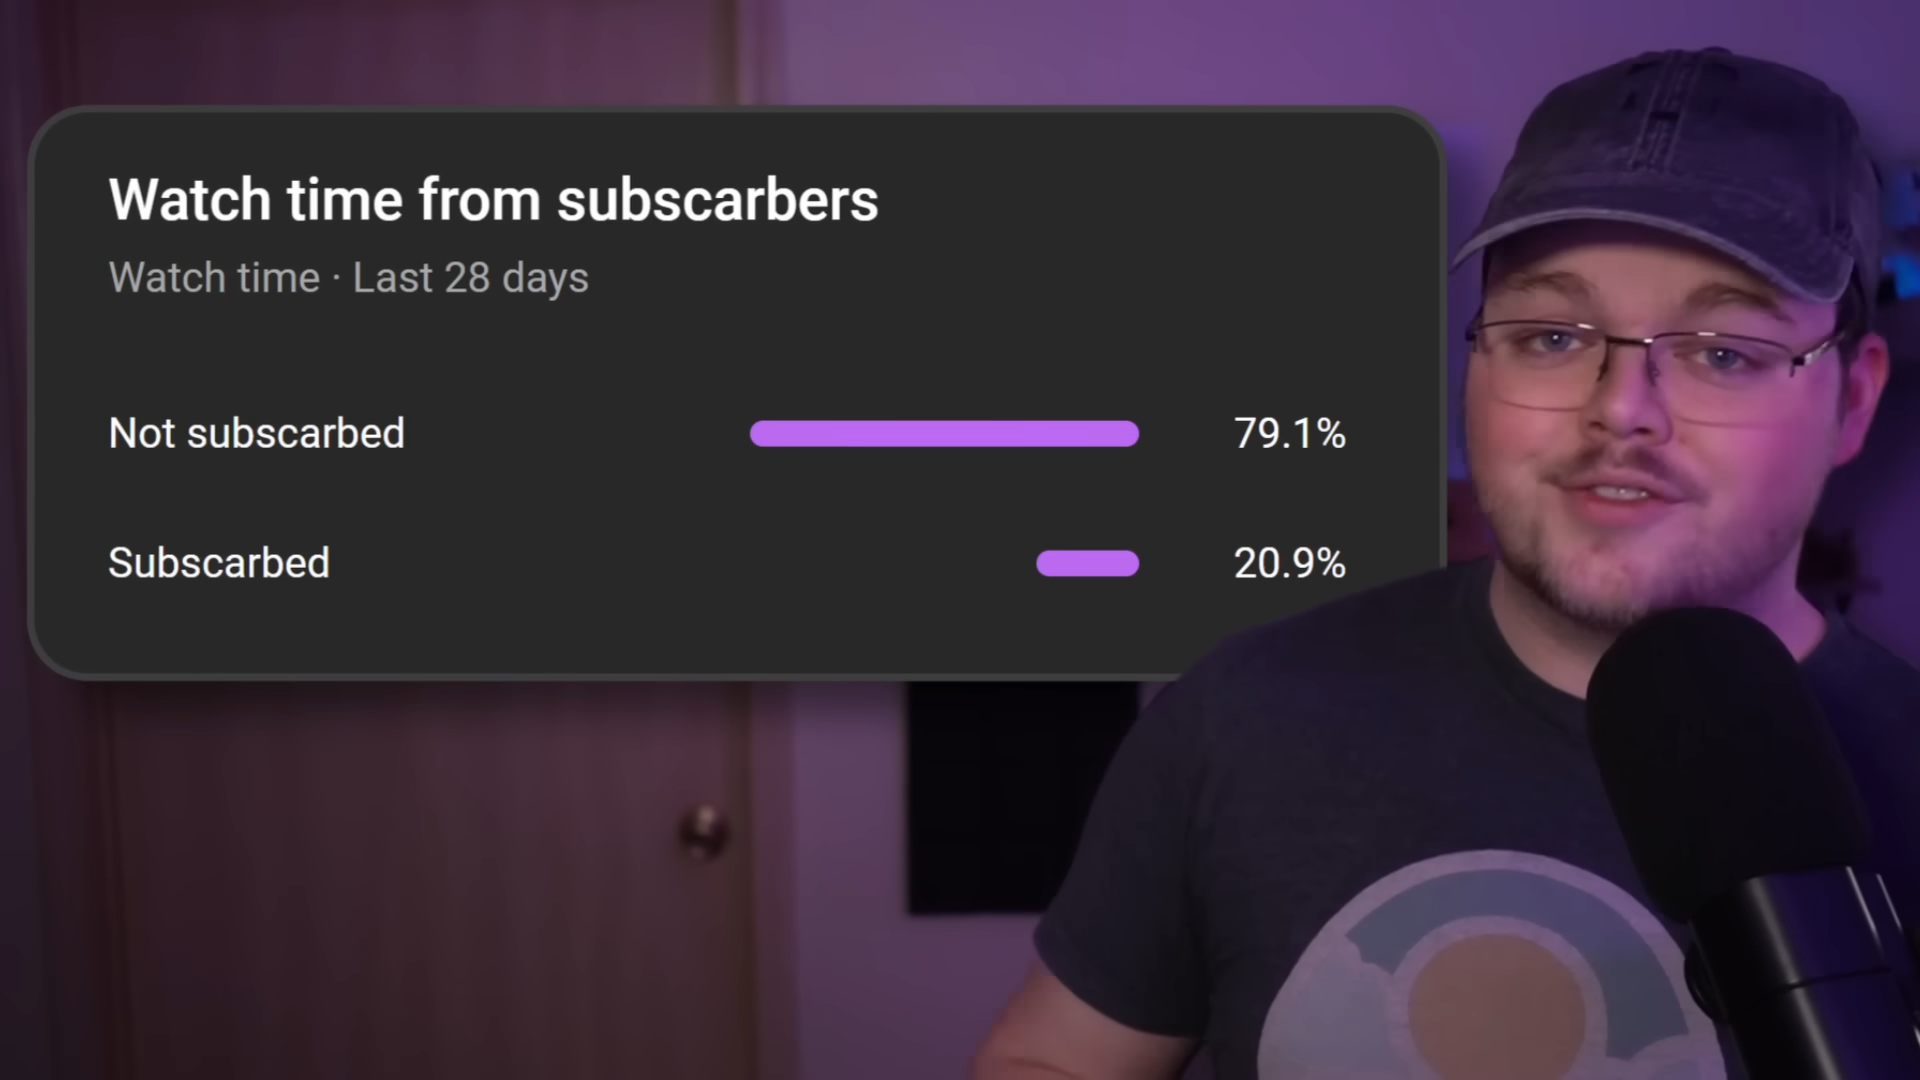 Watch time from subscarbers
Watch time · Last 28 days
Not subscarbed 79.1%
Subscarbed 20.9%